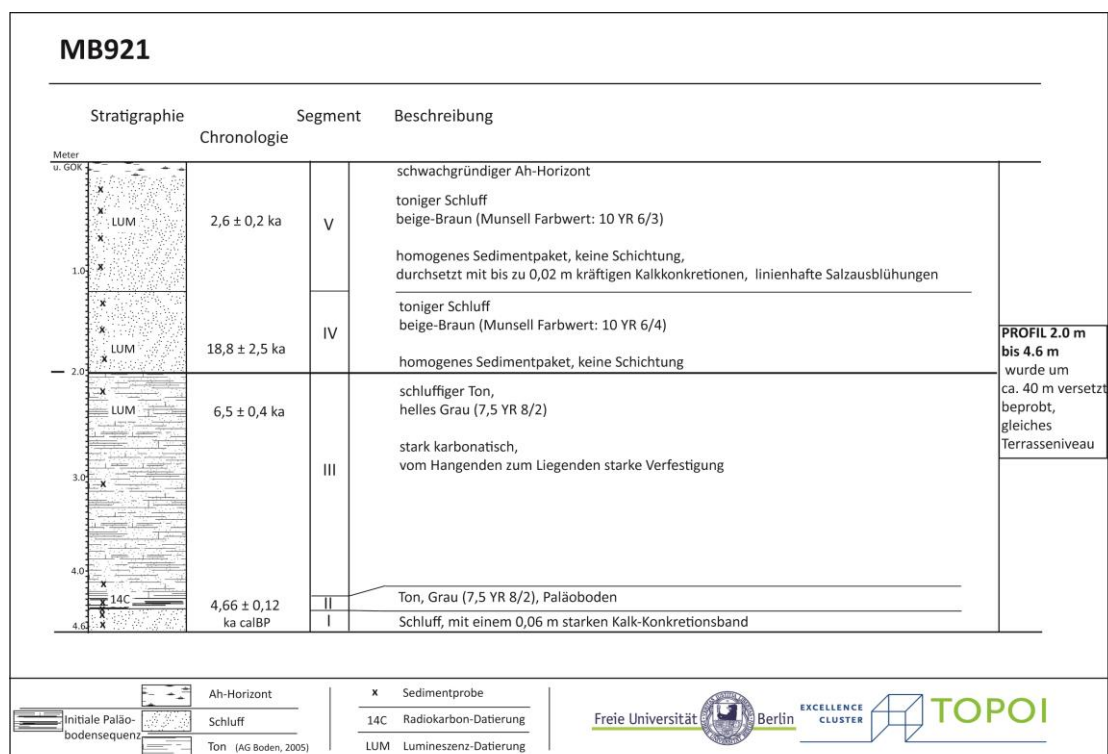 MB921
Stratigraphie
Chronologie
Segment
Beschreibung
Meter
u. GOK
schwachgründiger Ah-Horizont
x
toniger Schluff
x
LUM
2,6 ± 0,2 ka
V
beige-Braun (Munsell Farbwert: 10 YR 6/3)
x
homogenes Sedimentpaket, keine Schichtung,
x
1.0
durchsetzt mit bis zu 0,02 m kräftigen Kalkkonkretionen, linienhafte Salzausblühungen
x
toniger Schluff
x
IV
beige-Braun (Munsell Farbwert: 10 YR 6/4)
LUM
18,8 ± 2,5 ka
x
homogenes Sedimentpaket, keine Schichtung
2.0
PROFIL 2.0 m
bis 4.6 m
wurde um
ca. 40 m versetzt
beprobt,
gleiches
Terrasseniveau
x
schluffiger Ton,
LUM
6,5 ± 0,4 ka
helles Grau (7,5 YR 8/2)
stark karbonatisch,
III
vom Hangenden zum Liegenden starke Verfestigung
3.0
x
4.0
x
x
14C
4,66 ± 0,12
II
Ton, Grau (7,5 YR 8/2), Paläoboden
x
x
4.6
x
ka calBP
I
Schluff, mit einem 0,06 m starken Kalk-Konkretionsband
Initiale Paläo-
bodensequenz
Ah-Horizont
Schluff
Ton (AG Boden, 2005)
x Sedimentprobe
14C Radiokarbon-Datierung
LUM Lumineszenz-Datierung
Freie Universität Berlin
EXCELLENCE
CLUSTER
TOPOI